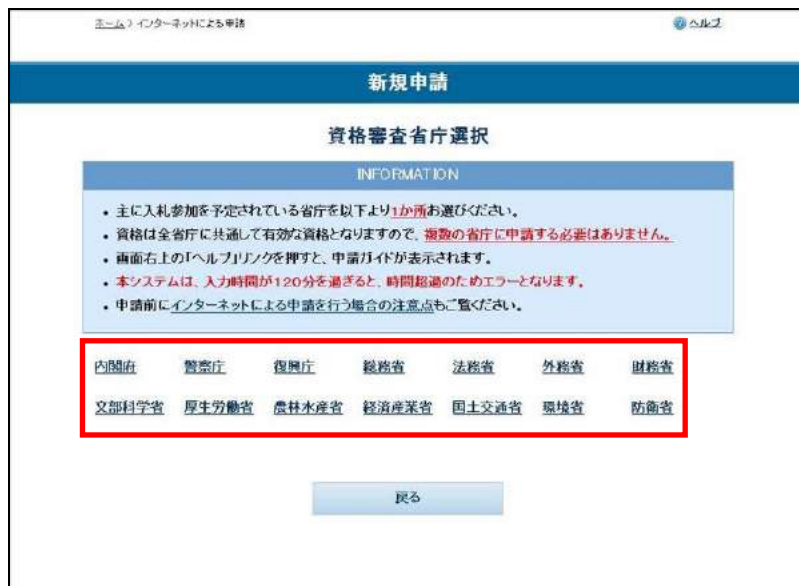 ホーム > インターネットによる申請
ヘルプ
新規申請
資格審査省庁選択
INFORMATION
・主に入札参加を予定されている省庁を以下より1か所お選びください。
・資格は全省庁に共通して有効な資格となりますので、複数の省庁に申請する必要はありません。
・画面右上の「ヘルプ」リンクを押すと、申請ガイドが表示されます。
・本システムは、入力時間が120分を過ぎると、時間超過のためエラーとなります。
・申請前にインターネットによる申請を行う場合の注意点もご覧ください。
内閣府 警察庁 復興庁 総務省 法務省 外務省 財務省
文部科学省 厚生労働省 農林水産省 経済産業省 国土交通省 環境省 防衛省
戻る